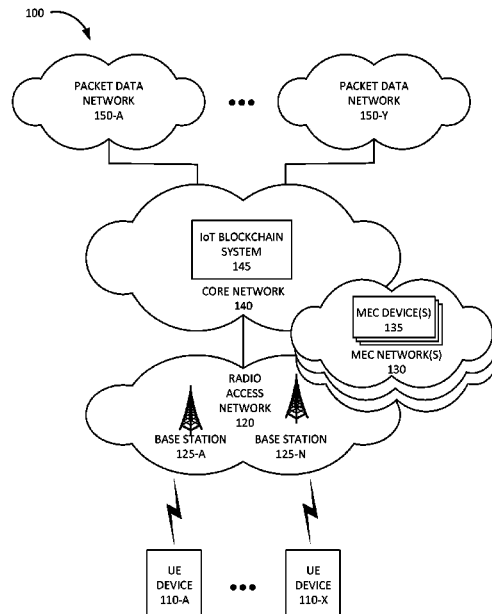 100
PACKET DATA
NETWORK
150-A
PACKET DATA
NETWORK
150-Y
IoT BLOCKCHAIN
SYSTEM
145
CORE NETWORK
140
MEC DEVICE(S)
135
MEC NETWORK(S)
130
RADIO
ACCESS
NETWORK
120
BASE STATION
125-A
BASE STATION
125-N
UE
DEVICE
110-A
UE
DEVICE
110-X